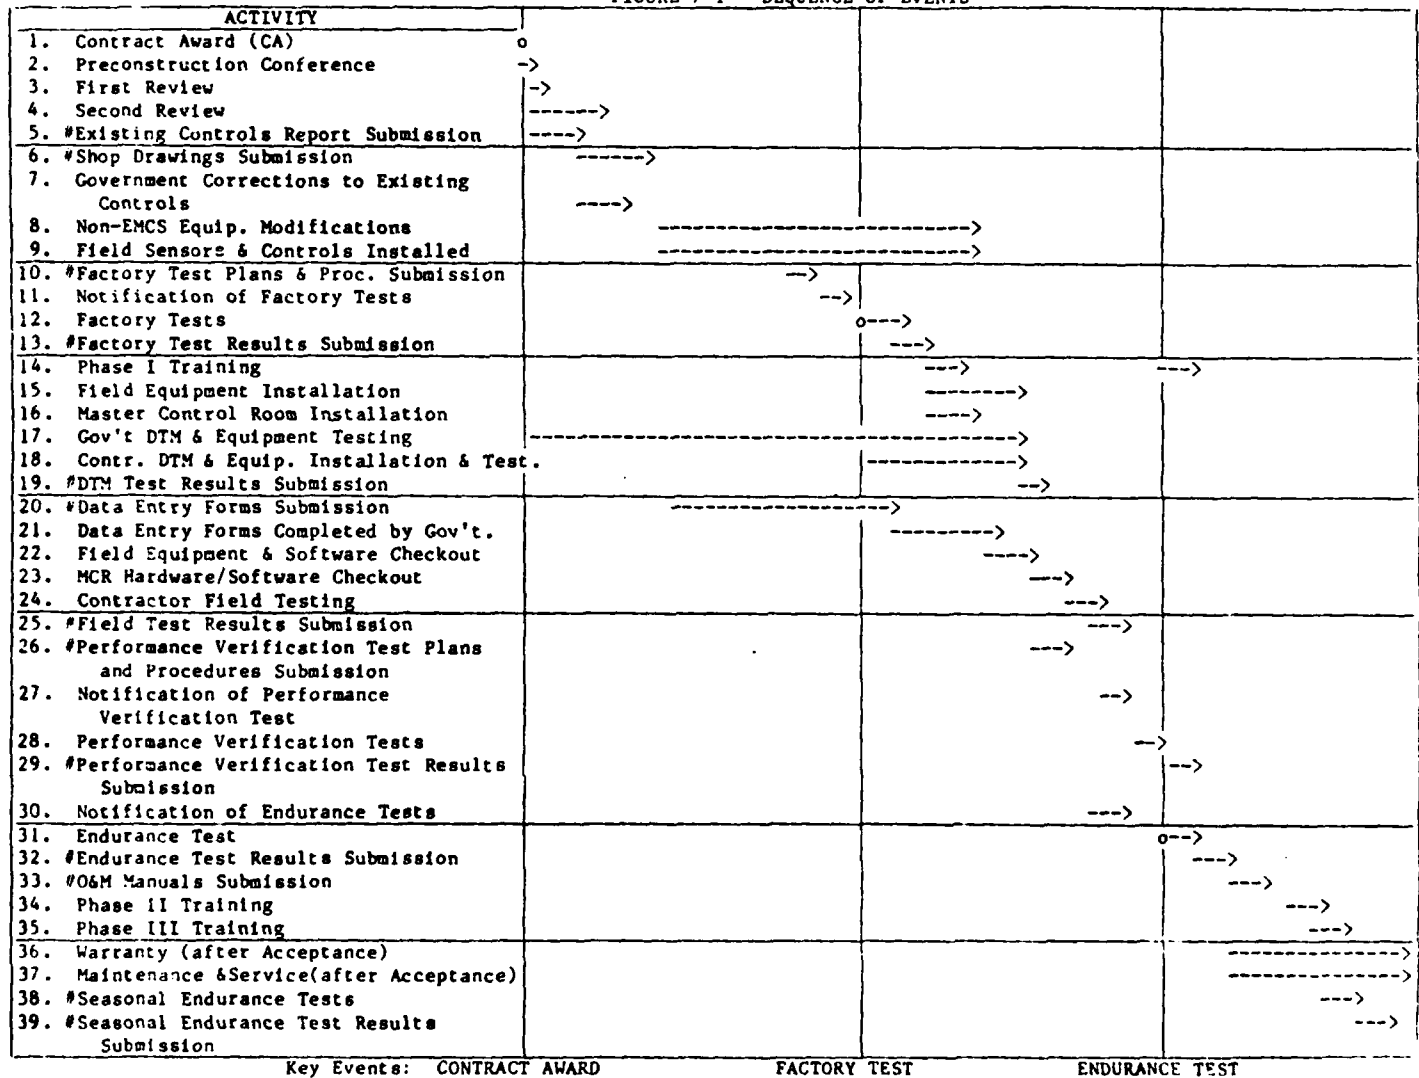 ACTIVITY
1. Contract Award (CA) o
2. Preconstruction Conference ->
3. First Review ->
4. Second Review ------->
5. #Existing Controls Report Submission ---->
6. #Shop Drawings Submission ------>
7. Government Corrections to Existing
Controls ---->
8. Non-EMCS Equip. Modifications ---------------------------->
9. Field Sensors & Controls Installed ---------------------------->
10. #Factory Test Plans & Proc. Submission -->
11. Notification of Factory Tests -->
12. Factory Tests o---->
13. #Factory Test Results Submission --->
14. Phase I Training ---> --->
15. Field Equipment Installation -------->
16. Master Control Room Installation ---->
17. Gov't DTM & Equipment Testing -------------------------------------------->
18. Contr. DTM & Equip. Installation & Test. -------------->
19. #DTM Test Results Submission -->
20. #Data Entry Forms Submission -------------------->
21. Data Entry Forms Completed by Gov't. --------->
22. Field Equipment & Software Checkout ---->
23. MCR Hardware/Software Checkout --->
24. Contractor Field Testing --->
25. #Field Test Results Submission --->
26. #Performance Verification Test Plans --->
and Procedures Submission
27. Notification of Performance -->
Verification Test
28. Performance Verification Tests -->
29. #Performance Verification Test Results -->
Submission
30. Notification of Endurance Tests --->
31. Endurance Test o-->
32. #Endurance Test Results Submission --->
33. #O&M Manuals Submission --->
34. Phase II Training --->
35. Phase III Training --->
36. Warranty (after Acceptance) --------------->
37. Maintenance &Service(after Acceptance) --------------->
38. #Seasonal Endurance Tests --->
39. #Seasonal Endurance Test Results --->
Submission
Key Events: CONTRACT AWARD FACTORY TEST ENDURANCE TEST